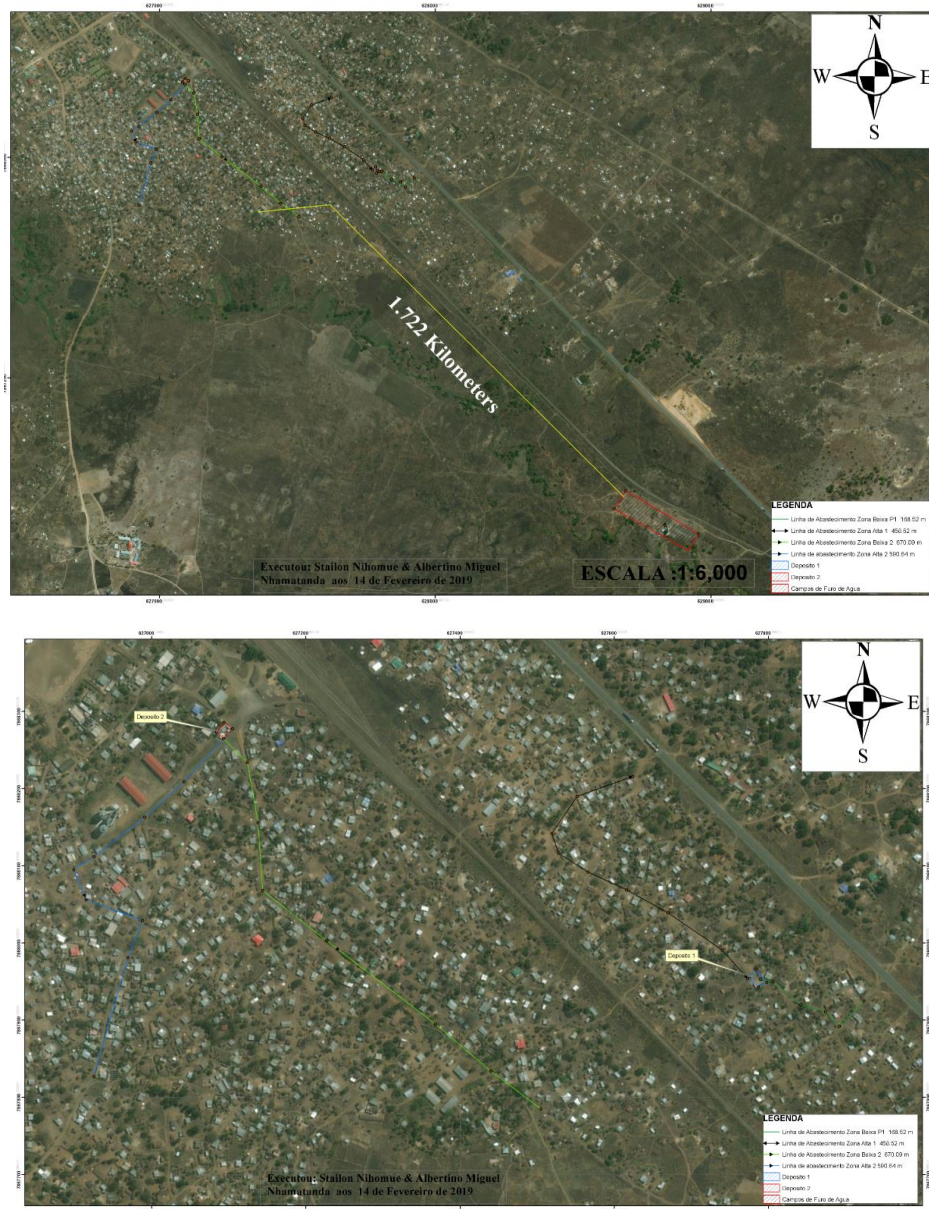 627000 628000 629000
N
W E
S
1.722 Kilometers
LEGENDA
Linha de Abastecimento Zona Baixa P1 168.52 m
Linha de Abastecimento Zona Alta 1 456.52 m
Linha de Abastecimento Zona Baixa 2 670.09 m
Linha de abastecimento Zona Alta 2 590.64 m
Deposito 1
Deposito 2
Campos de Furo de Agua
Executou: Stailon Nihomue & Albertino Miguel
Nhamatanda aos 14 de Fevereiro de 2019
ESCALA :1:6,000
627000 628000 629000
627000 627200 627400 627600 627800
N
W E
S
Deposito 2
Deposito 1
LEGENDA
Linha de Abastecimento Zona Baixa P1 168.52 m
Linha de Abastecimento Zona Alta 1 456.52 m
Linha de Abastecimento Zona Baixa 2 670.09 m
Linha de abastecimento Zona Alta 2 590.64 m
Deposito 1
Deposito 2
Campos de Furo de Agua
Executou: Stailon Nihomue & Albertino Miguel
Nhamatanda aos 14 de Fevereiro de 2019